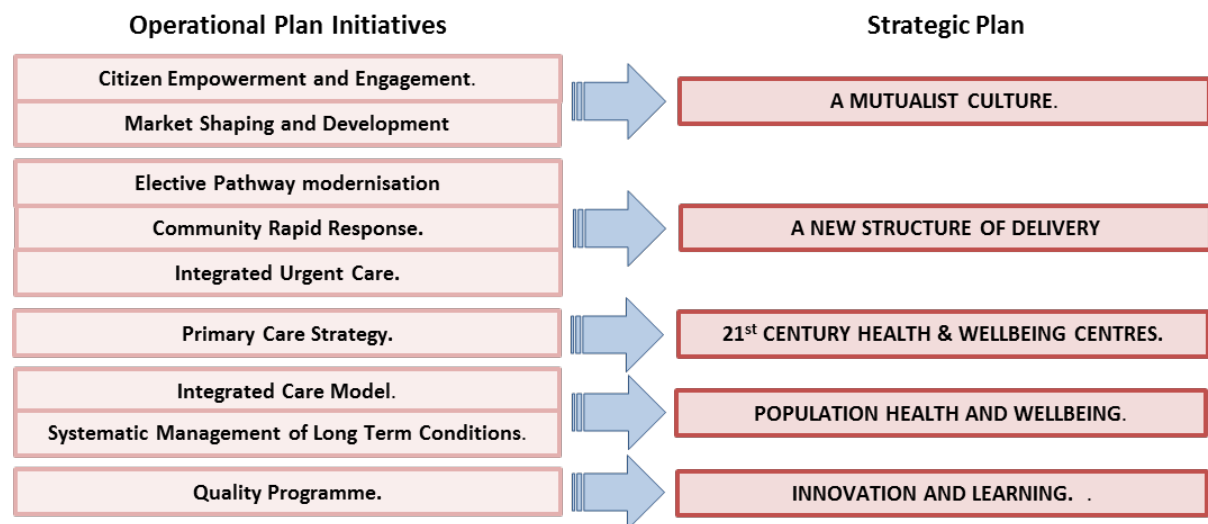 Operational Plan Initiatives
Strategic Plan
Citizen Empowerment and Engagement.
Market Shaping and Development
A MUTUALIST CULTURE.
Elective Pathway modernisation
Community Rapid Response.
Integrated Urgent Care.
A NEW STRUCTURE OF DELIVERY
Primary Care Strategy.
21st CENTURY HEALTH & WELLBEING CENTRES.
Integrated Care Model.
Systematic Management of Long Term Conditions.
POPULATION HEALTH AND WELLBEING.
Quality Programme.
INNOVATION AND LEARNING. .